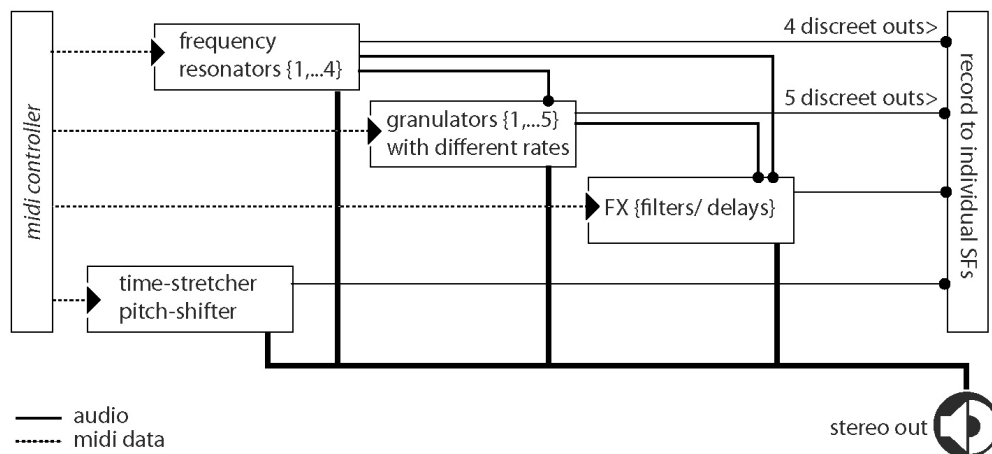 midi controller
frequency
resonators {1,...4}
4 discreet outs>
granulators {1,...5}
with different rates
5 discreet outs>
FX {filters/ delays}
time-stretcher
pitch-shifter
record to individual SFs
audio
midi data
stereo out